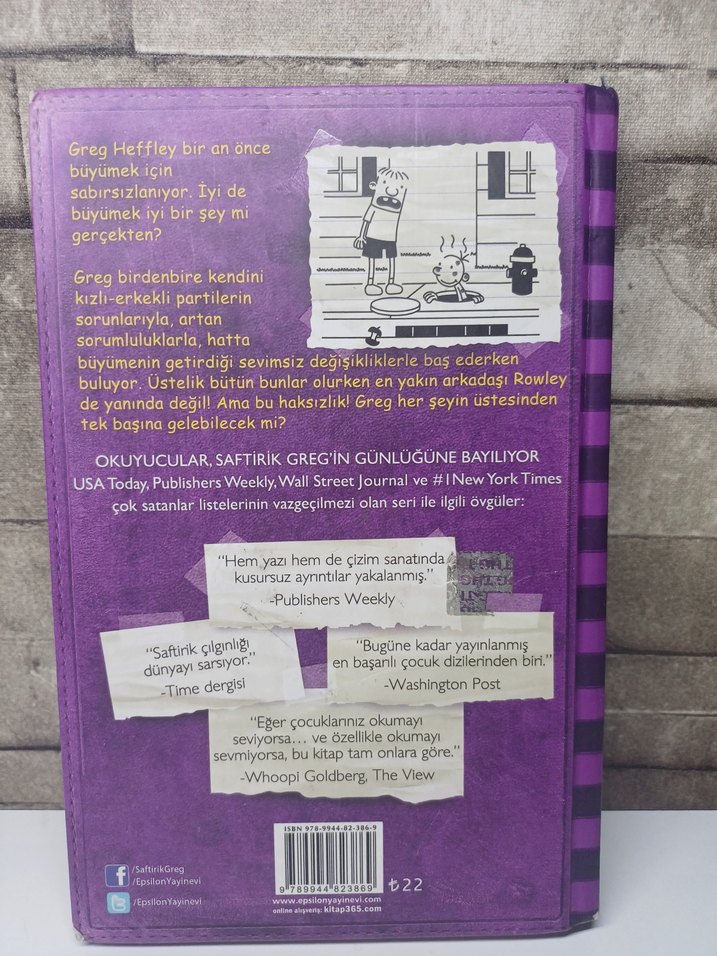 Greg Heffley bir an önce
büyümek için
sabırsızlanıyor. İyi de
büyümek iyi bir şey mi
gerçekten?
Greg birdenbire kendini
kızlı-erkekli partilerin
sorunlarıyla, artan
sorumluluklarla, hatta
büyümenin getirdiği sevimsiz değişikliklerle baş ederken
buluyor. Üstelik bütün bunlar olurken en yakın arkadaşı Rowley
de yanında değil! Ama bu haksızlık! Greg her şeyin üstesinden
tek başına gelebilecek mi?
OKUYUCULAR, SAFTİRİK GREG'İN GÜNLÜĞÜNE BAYILIYOR
USA Today, Publishers Weekly, Wall Street Journal ve #1 New York Times
çok satanlar listelerinin vazgeçilmezi olan seri ile ilgili övgüler:
"Hem yazı hem de çizim sanatında
kusursuz ayrıntılar yakalanmış."
-Publishers Weekly
"Saftirik çılgınlığı
dünyayı sarsıyor."
-Time dergisi
"Bugüne kadar yayınlanmış
en başarılı çocuk dizilerinden biri."
-Washington Post
"Eğer çocuklarınız okumayı
seviyorsa... ve özellikle okumayı
sevmiyorsa, bu kitap tam onlara göre."
-Whoopi Goldberg, The View
ISBN 978-9944-82-386-9
9 789944 823869
₺22
/SaftirikGreg
/EpsilonYayinevi
/EpsilonYayinevi
www.epsilonyayinevi.com
online alışveriş: kitap365.com